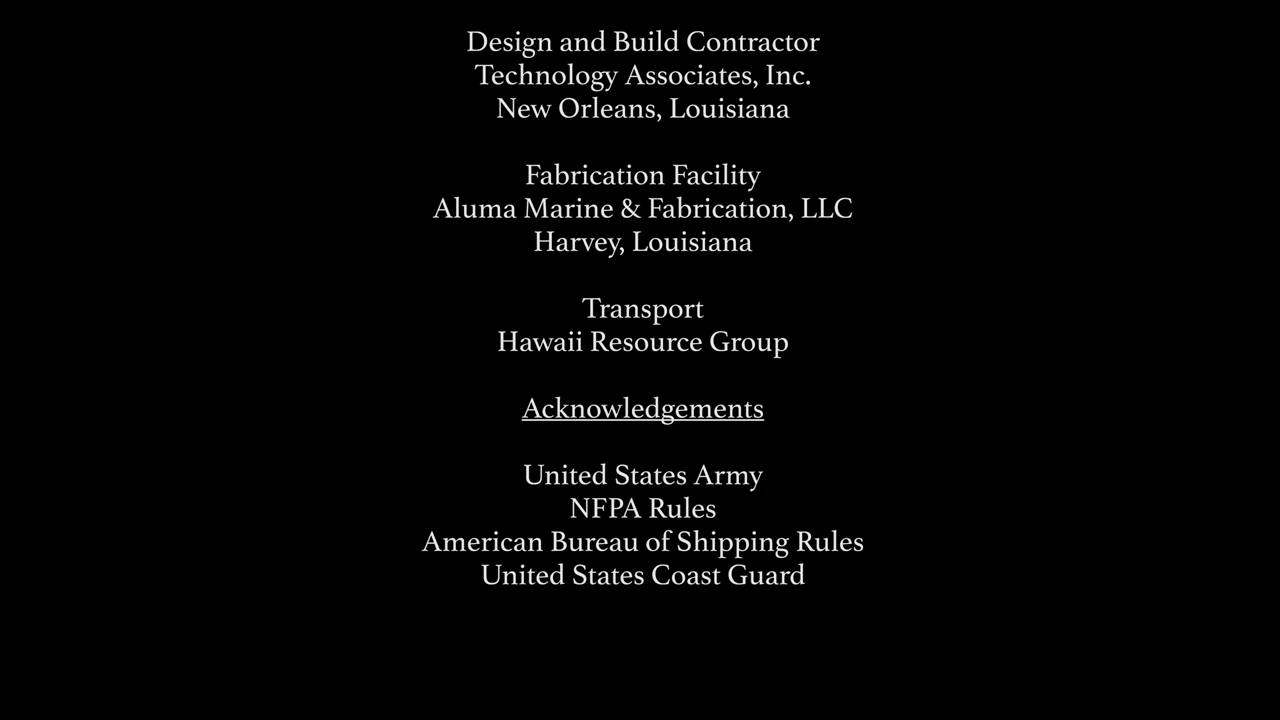 Design and Build Contractor
Technology Associates, Inc.
New Orleans, Louisiana
Fabrication Facility
Aluma Marine & Fabrication, LLC
Harvey, Louisiana
Transport
Hawaii Resource Group
Acknowledgements
United States Army
NFPA Rules
American Bureau of Shipping Rules
United States Coast Guard